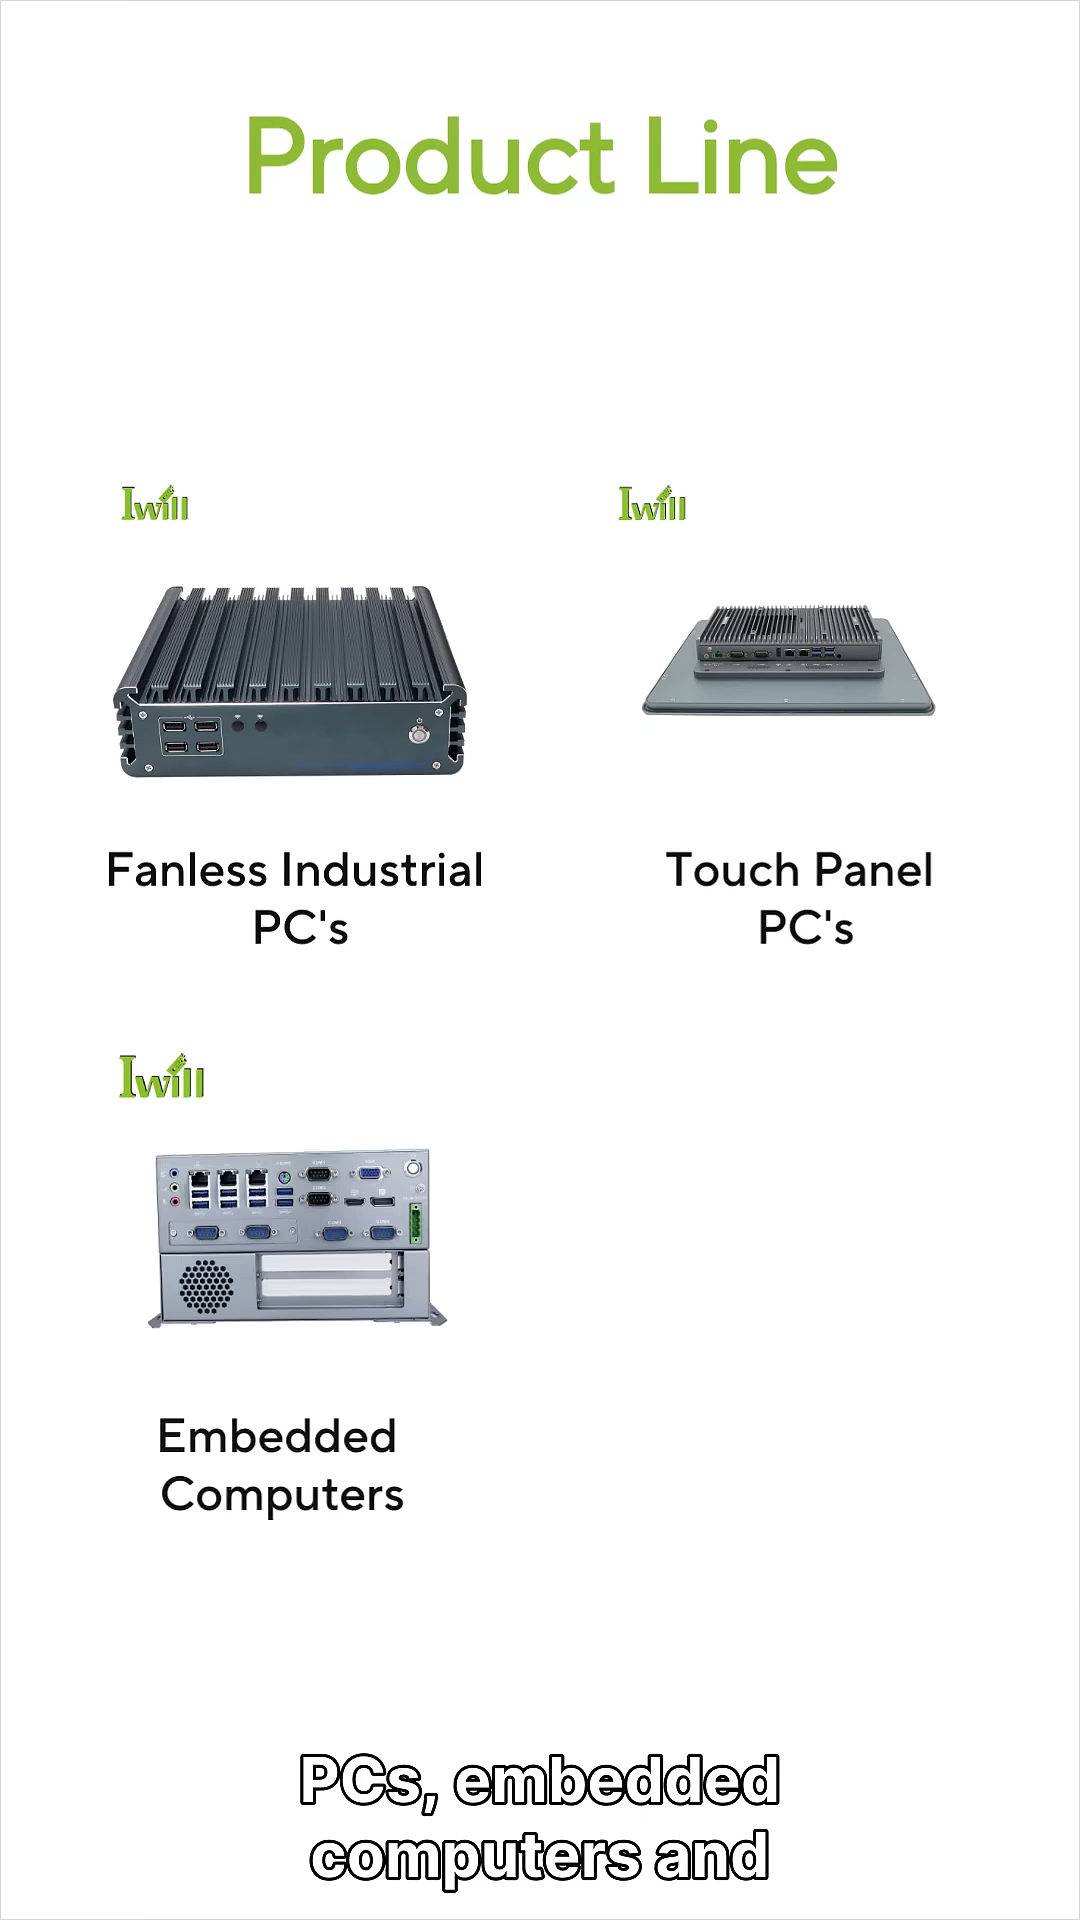 Product Line
Iwill
Iwill
Fanless Industrial
PC's
Touch Panel
PC's
Iwill
Embedded
Computers
PCs, embedded
computers and